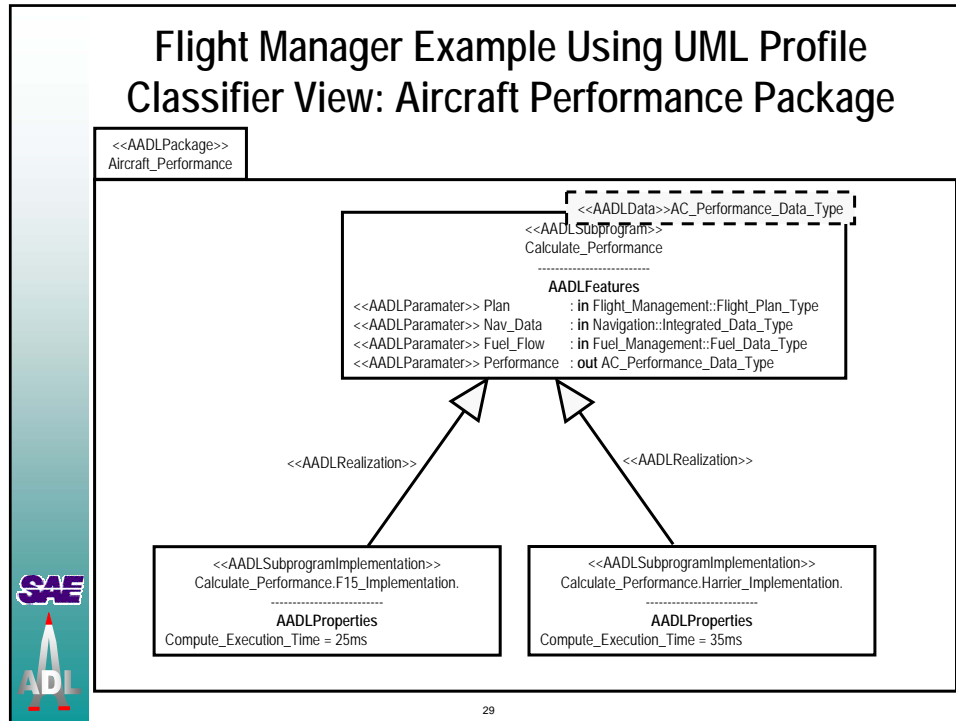 Flight Manager Example Using UML Profile
Classifier View: Aircraft Performance Package
<<AADLPackage>>
Aircraft_Performance
<<AADLData>>AC_Performance_Data_Type
<<AADLSubprogram>>
Calculate_Performance
--------------------------
AADLFeatures
<<AADLParamater>> Plan : in Flight_Management::Flight_Plan_Type
<<AADLParamater>> Nav_Data : in Navigation::Integrated_Data_Type
<<AADLParamater>> Fuel_Flow : in Fuel_Management::Fuel_Data_Type
<<AADLParamater>> Performance : out AC_Performance_Data_Type
<<AADLRealization>>
<<AADLRealization>>
<<AADLSubprogramImplementation>>
Calculate_Performance.F15_Implementation.
--------------------------
AADLProperties
Compute_Execution_Time = 25ms
<<AADLSubprogramImplementation>>
Calculate_Performance.Harrier_Implementation.
--------------------------
AADLProperties
Compute_Execution_Time = 35ms
SAE
ADL
29